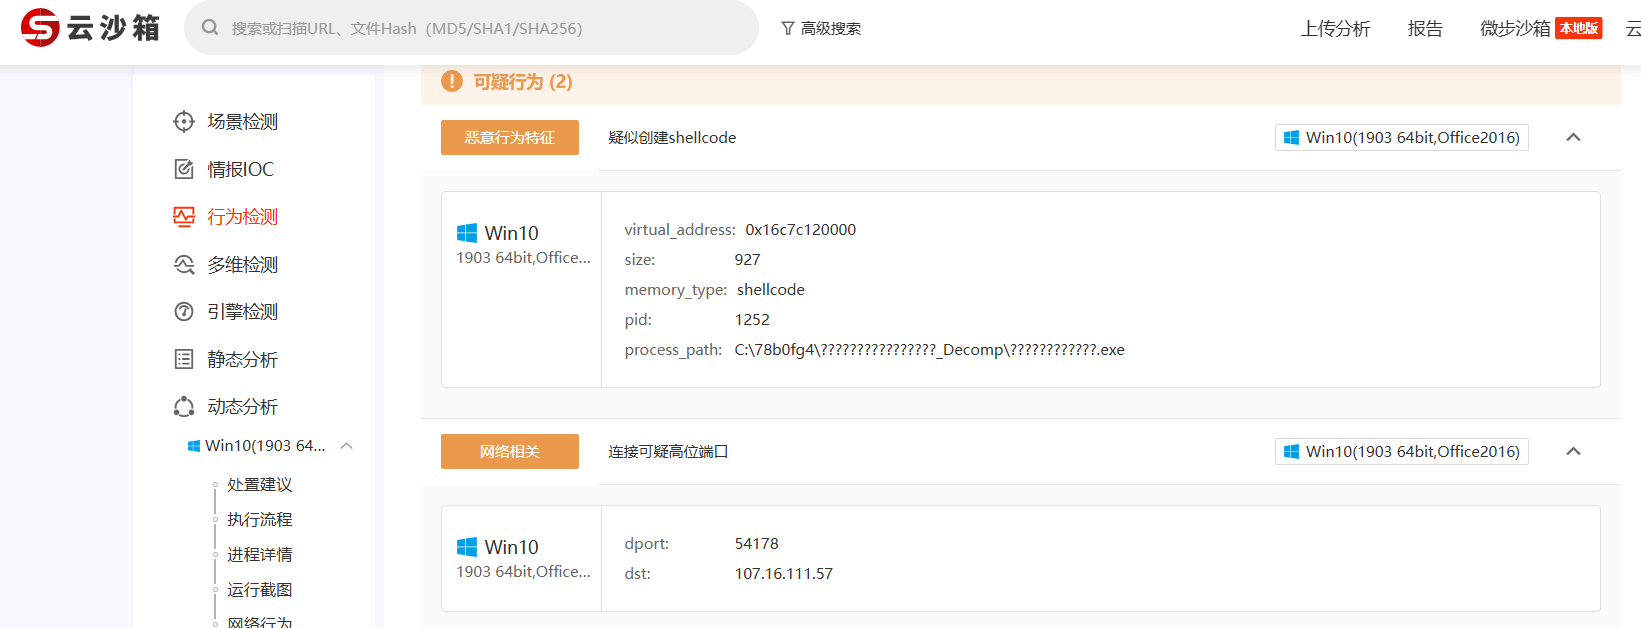 云沙箱
搜索或扫描URL、文件Hash（MD5/SHA1/SHA256）
高级搜索
上传分析
报告
微步沙箱 本地版
云
可疑行为 (2)
场景检测
情报IOC
行为检测
多维检测
引擎检测
静态分析
动态分析
Win10(1903 64...
处置建议
执行流程
进程详情
运行截图
网络行为
恶意行为特征
疑似创建shellcode
Win10(1903 64bit,Office2016)
Win10
1903 64bit,Office...
virtual_address: 0x16c7c120000
size: 927
memory_type: shellcode
pid: 1252
process_path: C:\78b0fg4\????????????????_Decomp\????????????.exe
网络相关
连接可疑高位端口
Win10(1903 64bit,Office2016)
Win10
1903 64bit,Office...
dport: 54178
dst: 107.16.111.57